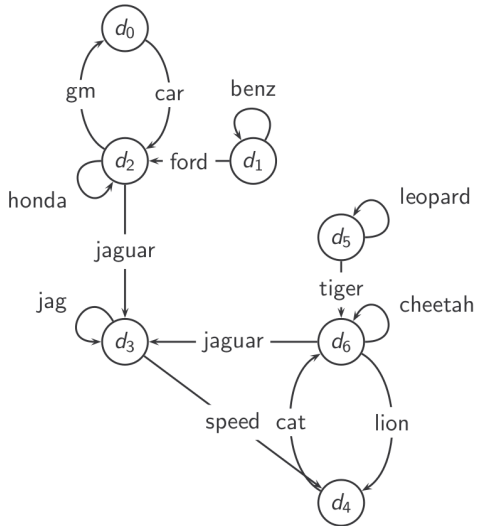 d0
gm
car
benz
d2
ford
d1
honda
leopard
d5
jaguar
tiger
jag
cheetah
d3
jaguar
d6
speed
cat
lion
d4